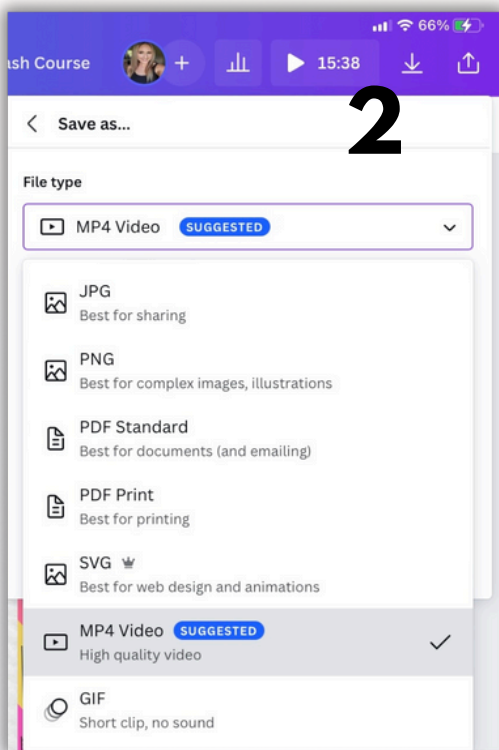 66%
ash Course
15:38
2
Save as...
File type
MP4 Video SUGGESTED
JPG
Best for sharing
PNG
Best for complex images, illustrations
PDF Standard
Best for documents (and emailing)
PDF Print
Best for printing
SVG
Best for web design and animations
MP4 Video SUGGESTED
High quality video
GIF
Short clip, no sound